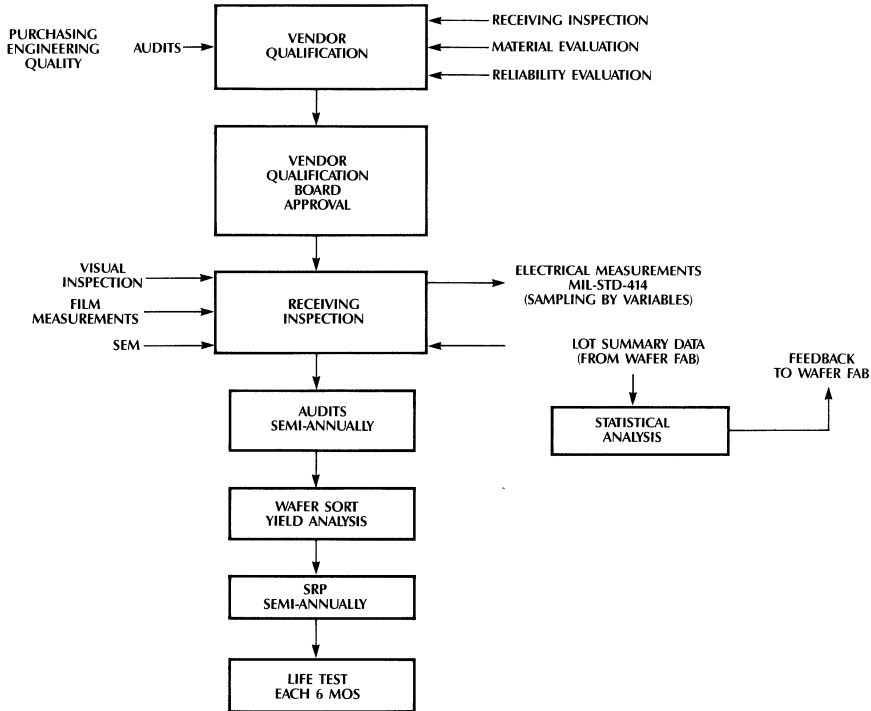 PURCHASING
ENGINEERING
QUALITY
AUDITS
VENDOR
QUALIFICATION
RECEIVING INSPECTION
MATERIAL EVALUATION
RELIABILITY EVALUATION
VENDOR
QUALIFICATION
BOARD
APPROVAL
VISUAL
INSPECTION
FILM
MEASUREMENTS
SEM
RECEIVING
INSPECTION
ELECTRICAL MEASUREMENTS
MIL-STD-414
(SAMPLING BY VARIABLES)
LOT SUMMARY DATA
(FROM WAFER FAB)
FEEDBACK
TO WAFER FAB
AUDITS
SEMI-ANNUALLY
STATISTICAL
ANALYSIS
WAFER SORT
YIELD ANALYSIS
SRP
SEMI-ANNUALLY
LIFE TEST
EACH 6 MOS